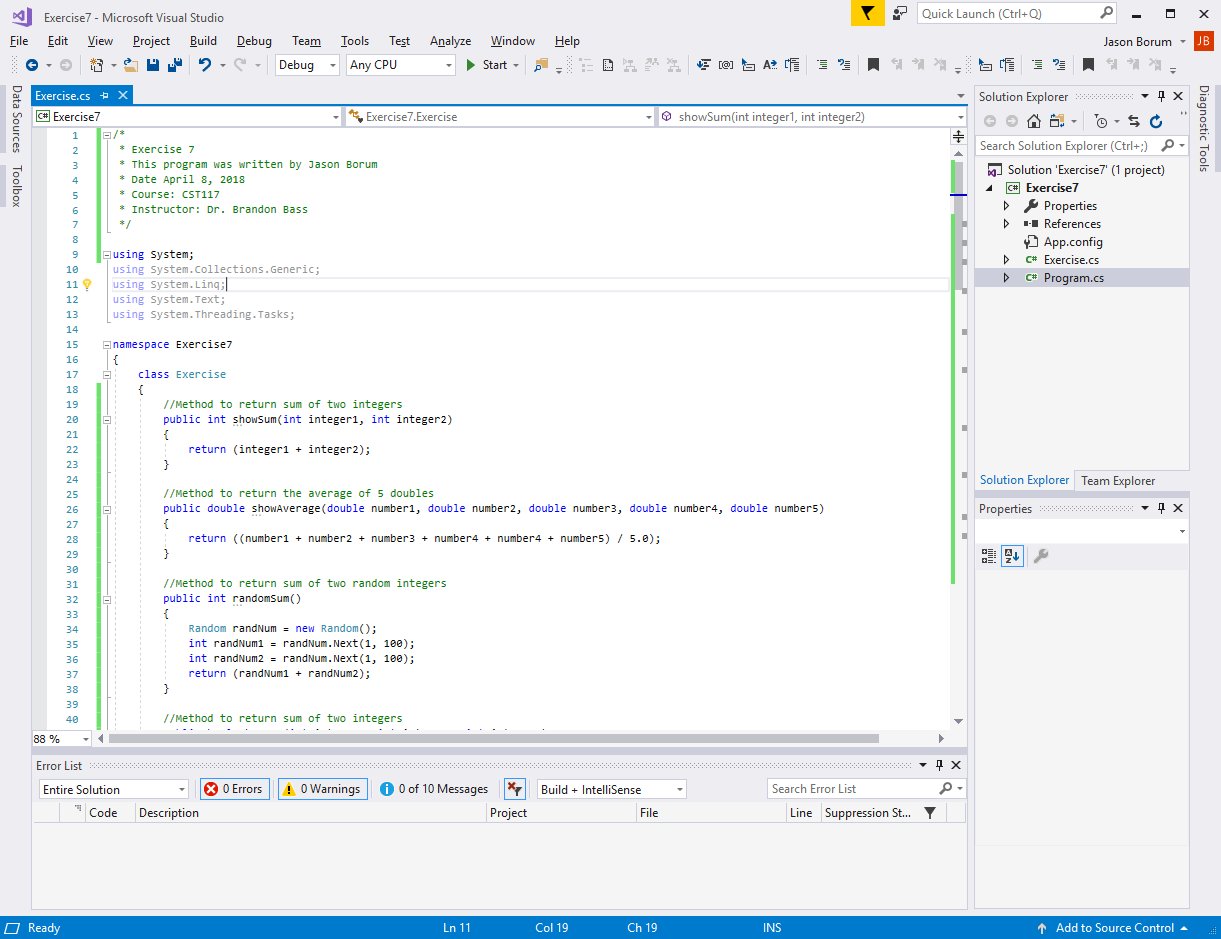 Exercise7 - Microsoft Visual Studio
Quick Launch (Ctrl+Q)
File Edit View Project Build Debug Team Tools Test Analyze Window Help
Jason Borum JB
Debug Any CPU Start
Data Sources
Toolbox
Exercise.cs
C# Exercise7 Exercise7.Exercise showSum(int integer1, int integer2)
1 /*
2 * Exercise 7
3 * This program was written by Jason Borum
4 * Date April 8, 2018
5 * Course: CST117
6 * Instructor: Dr. Brandon Bass
7 */
8
9 using System;
10 using System.Collections.Generic;
11 using System.Linq;
12 using System.Text;
13 using System.Threading.Tasks;
14
15 namespace Exercise7
16 {
17 class Exercise
18 {
19 //Method to return sum of two integers
20 public int showSum(int integer1, int integer2)
21 {
22 return (integer1 + integer2);
23 }
24
25 //Method to return the average of 5 doubles
26 public double showAverage(double number1, double number2, double number3, double number4, double number5)
27 {
28 return ((number1 + number2 + number3 + number4 + number4 + number5) / 5.0);
29 }
30
31 //Method to return sum of two random integers
32 public int randomSum()
33 {
34 Random randNum = new Random();
35 int randNum1 = randNum.Next(1, 100);
36 int randNum2 = randNum.Next(1, 100);
37 return (randNum1 + randNum2);
38 }
39
40 //Method to return sum of two integers
88 %
Solution Explorer
Search Solution Explorer (Ctrl+;)
Solution 'Exercise7' (1 project)
C# Exercise7
Properties
References
App.config
C# Exercise.cs
C# Program.cs
Solution Explorer Team Explorer
Properties
Diagnostic Tools
Error List
Entire Solution 0 Errors 0 Warnings 0 of 10 Messages Build + IntelliSense Search Error List
Code Description Project File Line Suppression St...
Ready Ln 11 Col 19 Ch 19 INS Add to Source Control